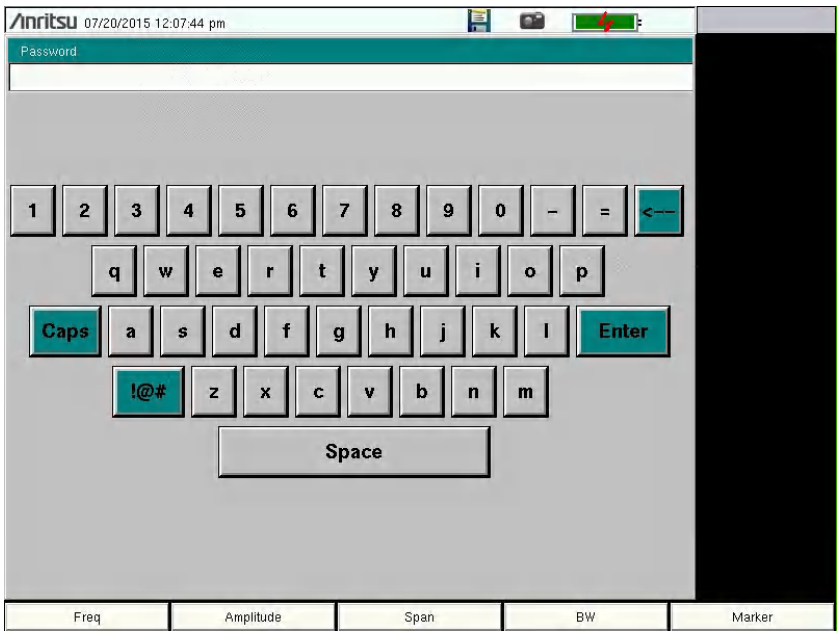 Anritsu 07/20/2015 12:07:44 pm
Password
1 2 3 4 5 6 7 8 9 0 - = <--
q w e r t y u i o p
Caps a s d f g h j k l Enter
!@# z x c v b n m
Space
Freq Amplitude Span BW Marker